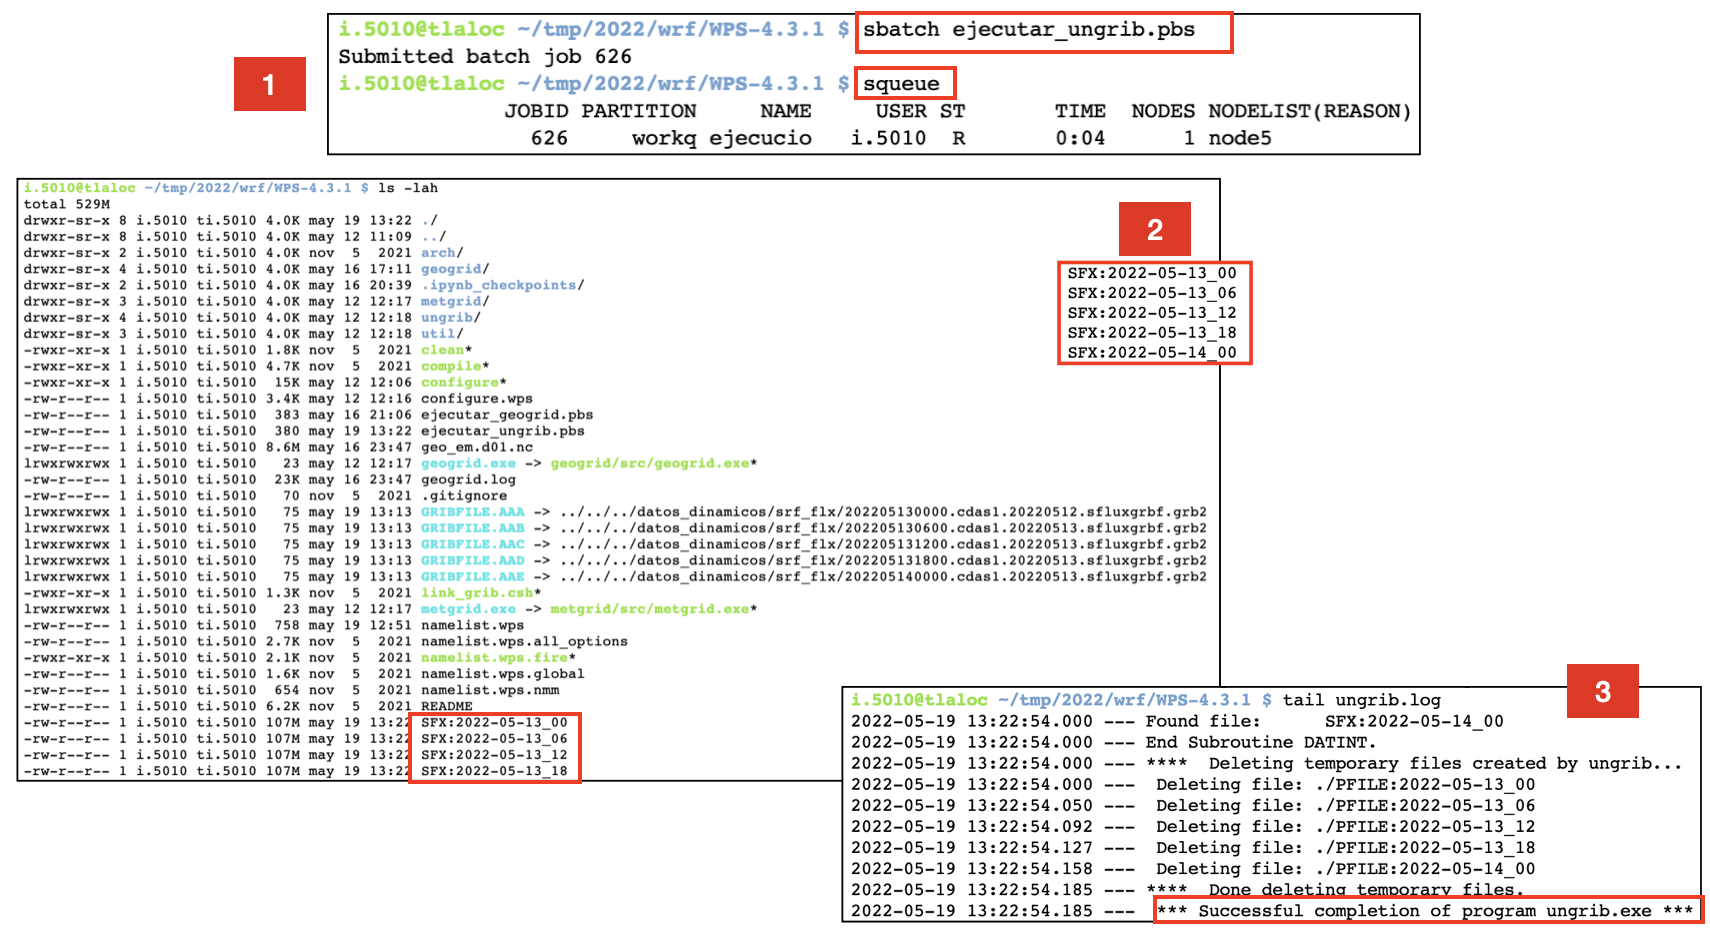 1
i.5010@tlaloc ~/tmp/2022/wrf/WPS-4.3.1 $ sbatch ejecutar_ungrib.pbs
Submitted batch job 626
i.5010@tlaloc ~/tmp/2022/wrf/WPS-4.3.1 $ squeue
JOBID PARTITION NAME USER ST TIME NODES NODELIST(REASON)
626 workq ejecucio i.5010 R 0:04 1 node5
i.5010@tlaloc ~/tmp/2022/wrf/WPS-4.3.1 $ ls -lah
total 529M
drwxr-sr-x 8 i.5010 ti.5010 4.0K may 19 13:22 ./
drwxr-sr-x 8 i.5010 ti.5010 4.0K may 12 11:09 ../
drwxr-sr-x 2 i.5010 ti.5010 4.0K nov 5 2021 arch/
drwxr-sr-x 4 i.5010 ti.5010 4.0K may 16 17:11 geogrid/
drwxr-sr-x 2 i.5010 ti.5010 4.0K may 16 20:39 .ipynb_checkpoints/
drwxr-sr-x 3 i.5010 ti.5010 4.0K may 12 12:17 metgrid/
drwxr-sr-x 4 i.5010 ti.5010 4.0K may 12 12:18 ungrib/
drwxr-sr-x 3 i.5010 ti.5010 4.0K may 12 12:18 util/
-rwxr-xr-x 1 i.5010 ti.5010 1.8K nov 5 2021 clean*
-rwxr-xr-x 1 i.5010 ti.5010 4.7K nov 5 2021 compile*
-rwxr-xr-x 1 i.5010 ti.5010 15K may 12 12:06 configure*
-rw-r--r-- 1 i.5010 ti.5010 3.4K may 12 12:16 configure.wps
-rw-r--r-- 1 i.5010 ti.5010 383 may 16 21:06 ejecutar_geogrid.pbs
-rw-r--r-- 1 i.5010 ti.5010 380 may 19 13:22 ejecutar_ungrib.pbs
-rw-r--r-- 1 i.5010 ti.5010 8.6M may 16 23:47 geo_em.d01.nc
lrwxrwxrwx 1 i.5010 ti.5010 23 may 12 12:17 geogrid.exe -> geogrid/src/geogrid.exe*
-rw-r--r-- 1 i.5010 ti.5010 23K may 16 23:47 geogrid.log
-rw-r--r-- 1 i.5010 ti.5010 70 nov 5 2021 .gitignore
lrwxrwxrwx 1 i.5010 ti.5010 75 may 19 13:13 GRIBFILE.AAA -> ../../../datos_dinamicos/srf_flx/202205130000.cdas1.20220512.sfluxgrbf.grb2
lrwxrwxrwx 1 i.5010 ti.5010 75 may 19 13:13 GRIBFILE.AAB -> ../../../datos_dinamicos/srf_flx/202205130600.cdas1.20220513.sfluxgrbf.grb2
lrwxrwxrwx 1 i.5010 ti.5010 75 may 19 13:13 GRIBFILE.AAC -> ../../../datos_dinamicos/srf_flx/202205131200.cdas1.20220513.sfluxgrbf.grb2
lrwxrwxrwx 1 i.5010 ti.5010 75 may 19 13:13 GRIBFILE.AAD -> ../../../datos_dinamicos/srf_flx/202205131800.cdas1.20220513.sfluxgrbf.grb2
lrwxrwxrwx 1 i.5010 ti.5010 75 may 19 13:13 GRIBFILE.AAE -> ../../../datos_dinamicos/srf_flx/202205140000.cdas1.20220513.sfluxgrbf.grb2
-rwxr-xr-x 1 i.5010 ti.5010 1.3K nov 5 2021 link_grib.csh*
lrwxrwxrwx 1 i.5010 ti.5010 23 may 12 12:17 metgrid.exe -> metgrid/src/metgrid.exe*
-rw-r--r-- 1 i.5010 ti.5010 758 may 19 12:51 namelist.wps
-rw-r--r-- 1 i.5010 ti.5010 2.7K nov 5 2021 namelist.wps.all_options
-rwxr-xr-x 1 i.5010 ti.5010 2.1K nov 5 2021 namelist.wps.fire*
-rw-r--r-- 1 i.5010 ti.5010 1.6K nov 5 2021 namelist.wps.global
-rw-r--r-- 1 i.5010 ti.5010 654 nov 5 2021 namelist.wps.nmm
-rw-r--r-- 1 i.5010 ti.5010 6.2K nov 5 2021 README
-rw-r--r-- 1 i.5010 ti.5010 107M may 19 13:22 SFX:2022-05-13_00
-rw-r--r-- 1 i.5010 ti.5010 107M may 19 13:22 SFX:2022-05-13_06
-rw-r--r-- 1 i.5010 ti.5010 107M may 19 13:22 SFX:2022-05-13_12
-rw-r--r-- 1 i.5010 ti.5010 107M may 19 13:22 SFX:2022-05-13_18
2
SFX:2022-05-13_00
SFX:2022-05-13_06
SFX:2022-05-13_12
SFX:2022-05-13_18
SFX:2022-05-14_00
3
i.5010@tlaloc ~/tmp/2022/wrf/WPS-4.3.1 $ tail ungrib.log
2022-05-19 13:22:54.000 --- Found file: SFX:2022-05-14_00
2022-05-19 13:22:54.000 --- End Subroutine DATINT.
2022-05-19 13:22:54.000 --- **** Deleting temporary files created by ungrib...
2022-05-19 13:22:54.000 --- Deleting file: ./PFILE:2022-05-13_00
2022-05-19 13:22:54.050 --- Deleting file: ./PFILE:2022-05-13_06
2022-05-19 13:22:54.092 --- Deleting file: ./PFILE:2022-05-13_12
2022-05-19 13:22:54.127 --- Deleting file: ./PFILE:2022-05-13_18
2022-05-19 13:22:54.158 --- Deleting file: ./PFILE:2022-05-14_00
2022-05-19 13:22:54.185 --- **** Done deleting temporary files.
2022-05-19 13:22:54.185 --- *** Successful completion of program ungrib.exe ***